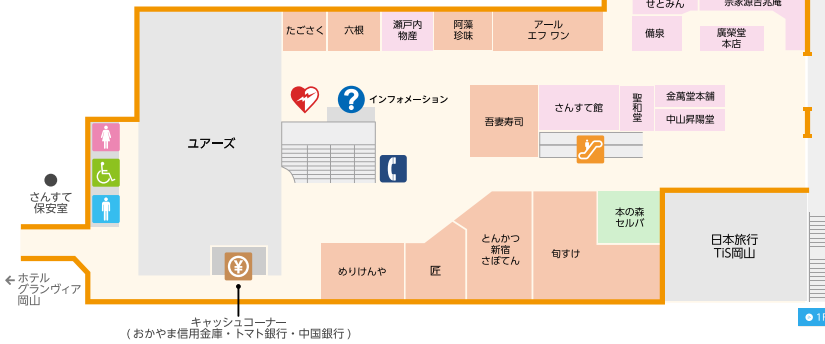 せとみん
宗家源吉兆庵
たごさく
六根
瀬戸内
物産
阿藻
珍味
アール
エフ ワン
備泉
廣榮堂
本店
?
インフォメーション
ユアーズ
吾妻寿司
さんすて館
聖和堂
金萬堂本舗
中山昇陽堂
さんすて
保安室
本の森
セルバ
とんかつ
新宿
さぼてん
旬すけ
日本旅行
TiS岡山
めりけんや
匠
¥
←ホテル
グランヴィア
岡山
キャッシュコーナー
(おかやま信用金庫・トマト銀行・中国銀行)
1F